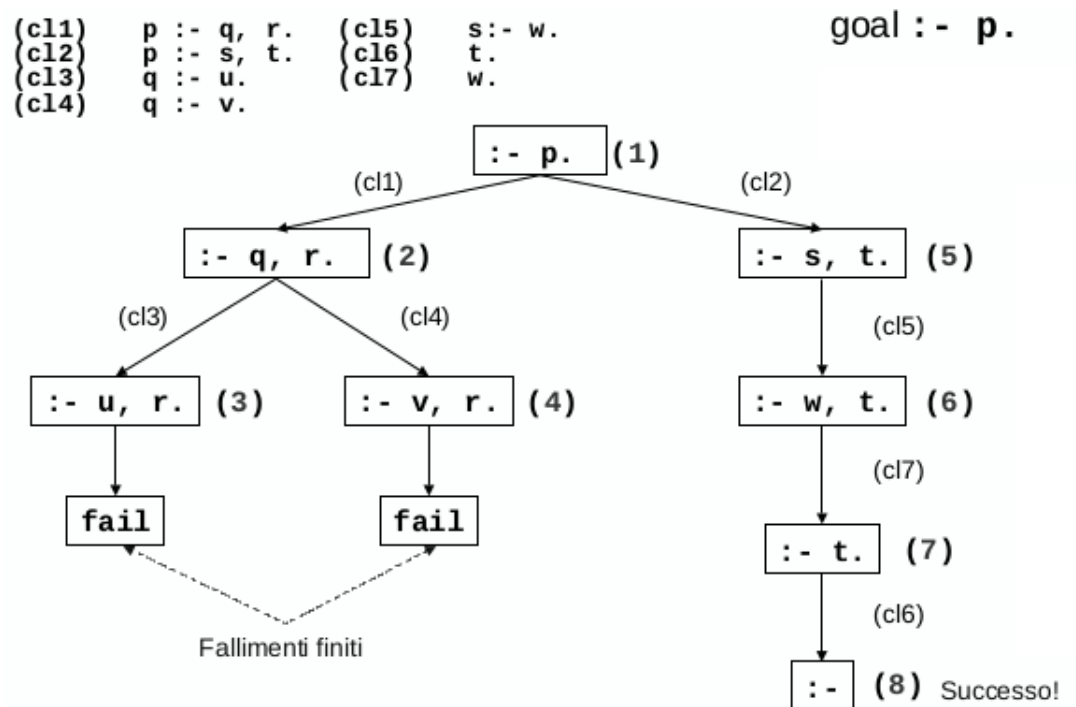 (cl1) p :- q, r. (cl5) s:- w.
(cl2) p :- s, t. (cl6) t.
(cl3) q :- u. (cl7) w.
(cl4) q :- v.
goal :- p.
:- p. (1)
(cl1) (cl2)
:- q, r. (2) :- s, t. (5)
(cl3) (cl4) (cl5)
:- u, r. (3) :- v, r. (4) :- w, t. (6)
(cl7)
fail fail
:- t. (7)
(cl6)
Fallimenti finiti
:- (8) Successo!